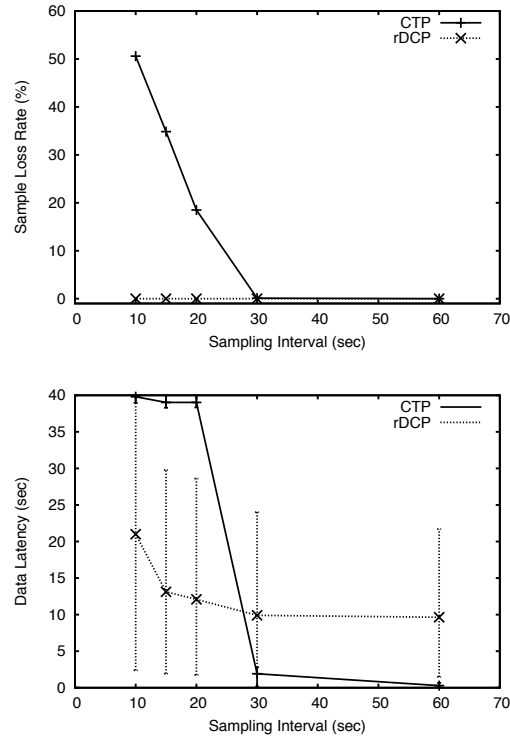 60
50
40
30
20
10
0
Sample Loss Rate (%)
CTP
rDCP
0 10 20 30 40 50 60 70
Sampling Interval (sec)
40
35
30
25
20
15
10
5
0
Data Latency (sec)
CTP
rDCP
0 10 20 30 40 50 60 70
Sampling Interval (sec)